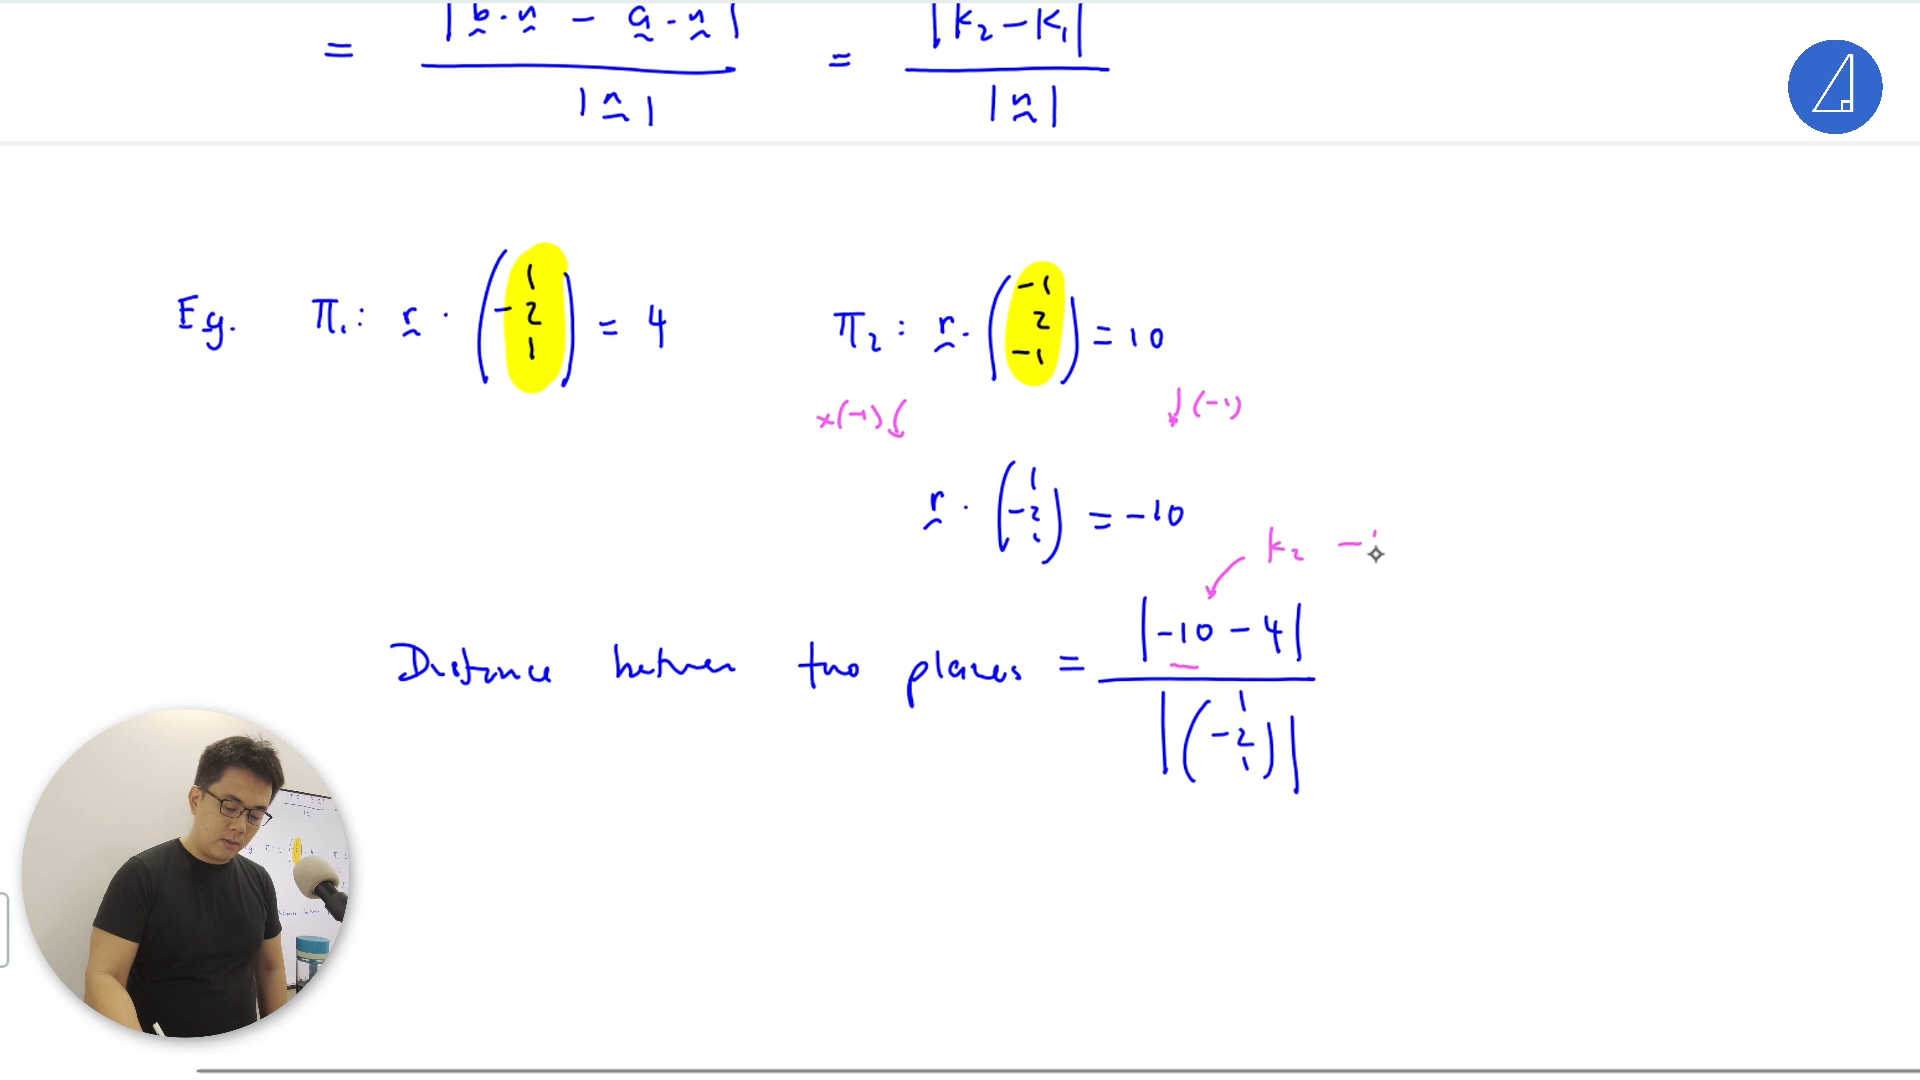 = |b·n - a·n| / |n| = |k₂-k₁| / |n|
Eg. π₁: r · (1 -2 1) = 4 π₂: r · (-1 2 -1) = 10
x(-1) (-1)
r · (1 -2 1) = -10
k₂ -
Distance between two planes = |-10 - 4| / |(1 -2 1)|